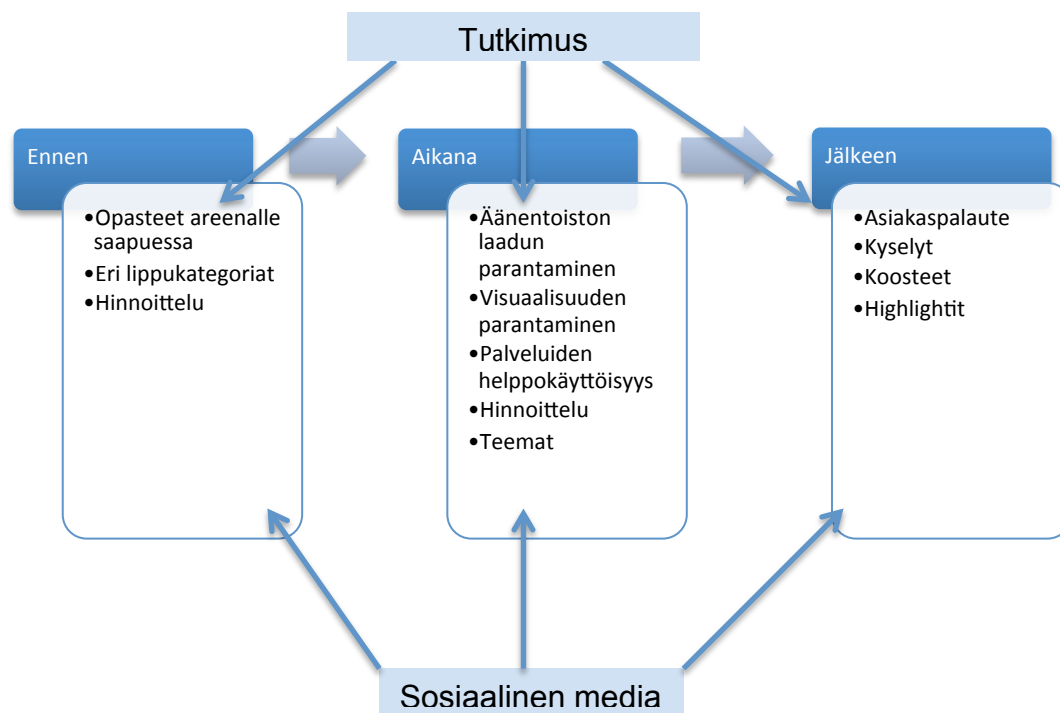 Tutkimus
Ennen
•Opasteet areenalle
saapuessa
•Eri lippukategoriat
•Hinnoittelu
Aikana
•Äänentoiston
laadun
parantaminen
•Visuaalisuuden
parantaminen
•Palveluiden
helppokäyttöisyys
•Hinnoittelu
•Teemat
Jälkeen
•Asiakaspalaute
•Kyselyt
•Koosteet
•Highlightit
Sosiaalinen media